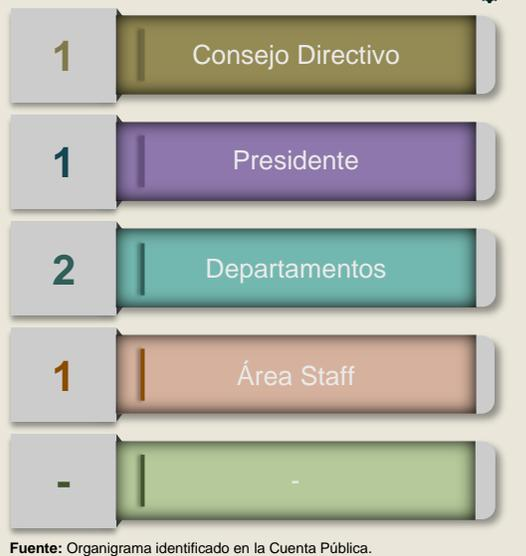 1 Consejo Directivo
1 Presidente
2 Departamentos
1 Área Staff
- -
Fuente: Organigrama identificado en la Cuenta Pública.